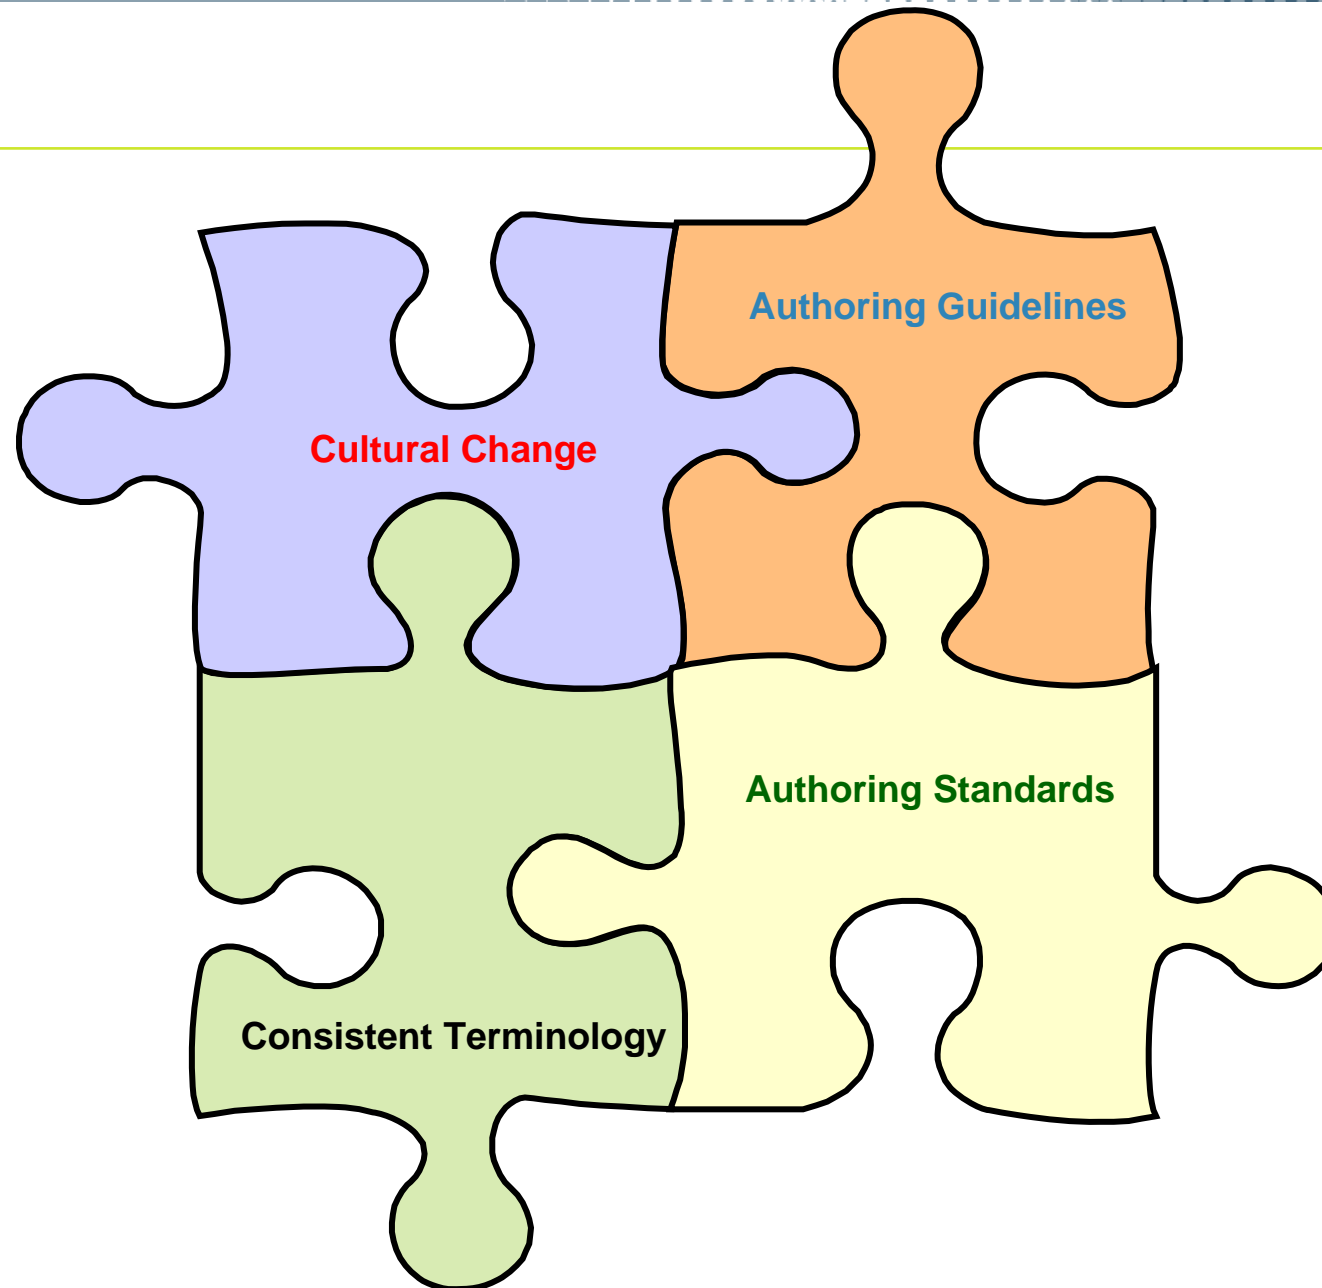 Authoring Guidelines
Cultural Change
Authoring Standards
Consistent Terminology